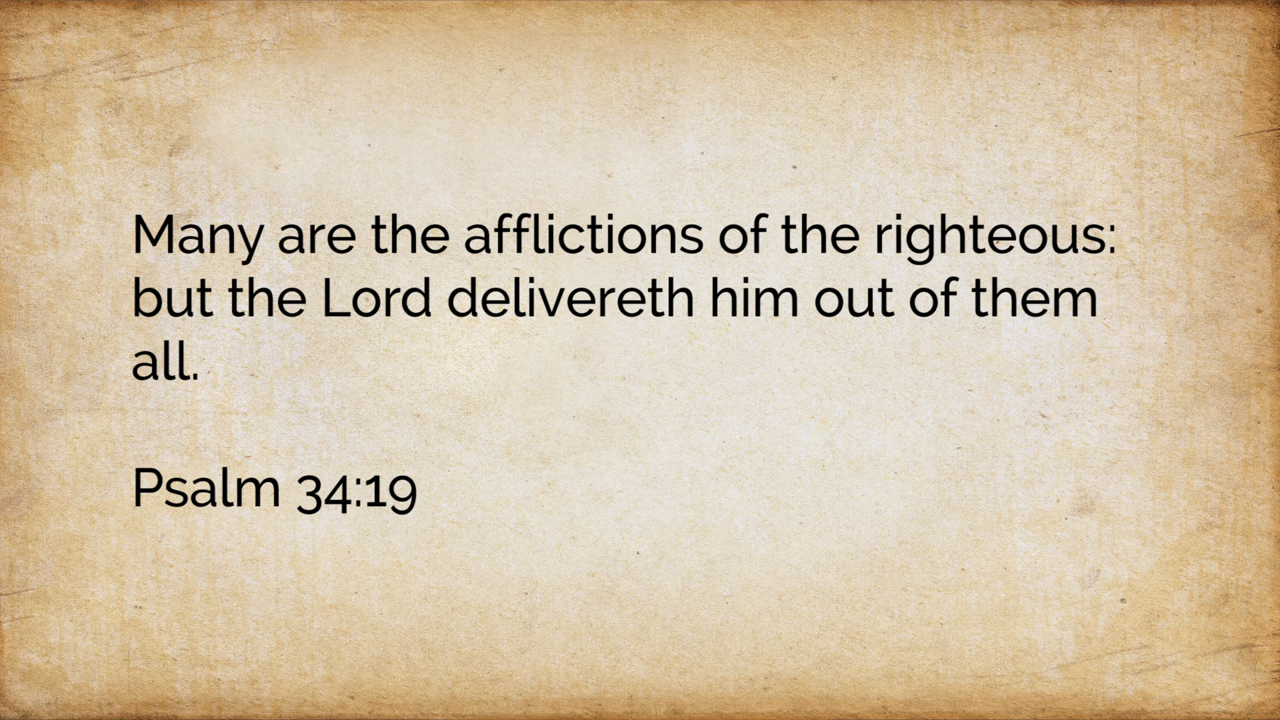 Many are the afflictions of the righteous:
but the Lord delivereth him out of them
all.
Psalm 34:19